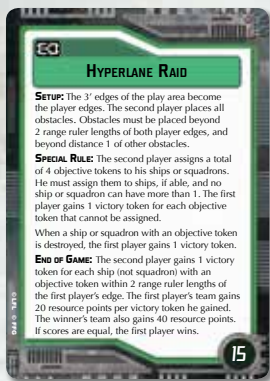 HYPERLANE RAID
SETUP: The 3' edges of the play area become
the player edges. The second player places all
obstacles. Obstacles must be placed beyond
2 range ruler lengths of both player edges, and
beyond distance 1 of other obstacles.
SPECIAL RULE: The second player assigns a total
of 4 objective tokens to his ships or squadrons.
He must assign them to ships, if able, and no
ship or squadron can have more than 1. The first
player gains 1 victory token for each objective
token that cannot be assigned.
When a ship or squadron with an objective token
is destroyed, the first player gains 1 victory token.
END OF GAME: The second player gains 1 victory
token for each ship (not squadron) with an
objective token within 2 range ruler lengths of
the first player's edge. The first player's team gains
20 resource points per victory token he gained.
The winner's team also gains 40 resource points.
If scores are equal, the first player wins.
© LFL © FFG
15